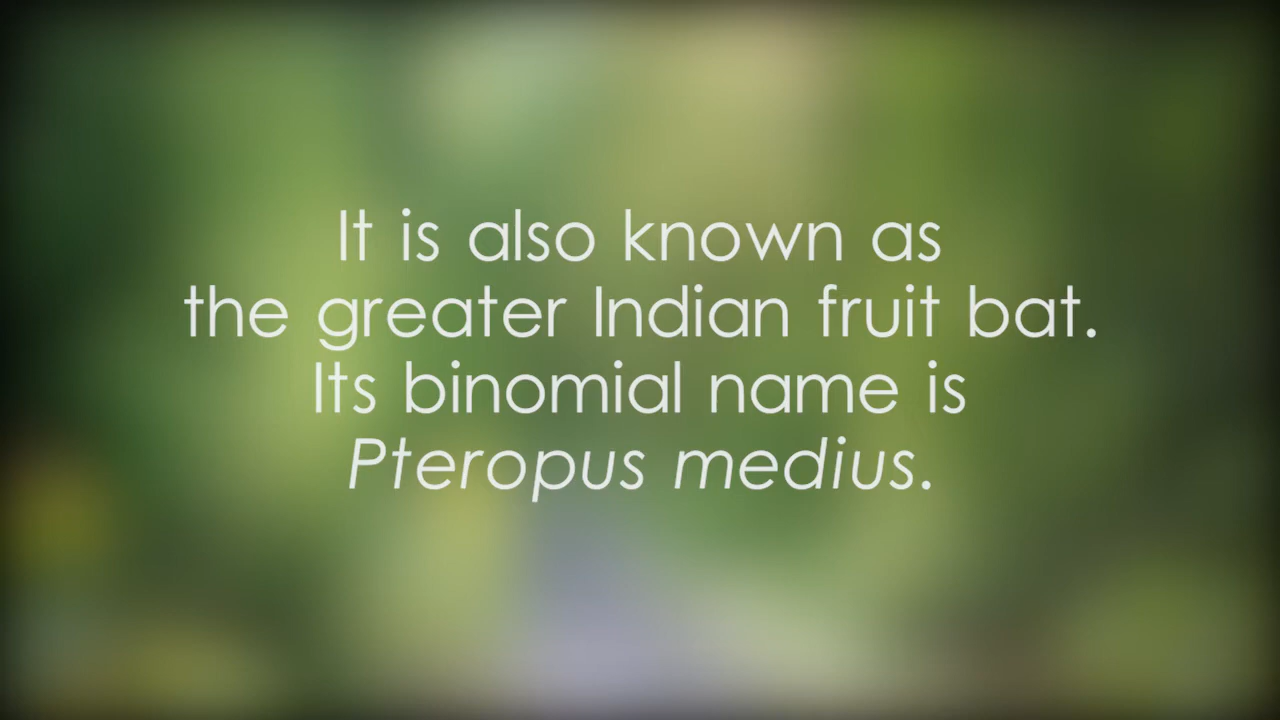 It is also known as
the greater Indian fruit bat.
Its binomial name is
Pteropus medius.